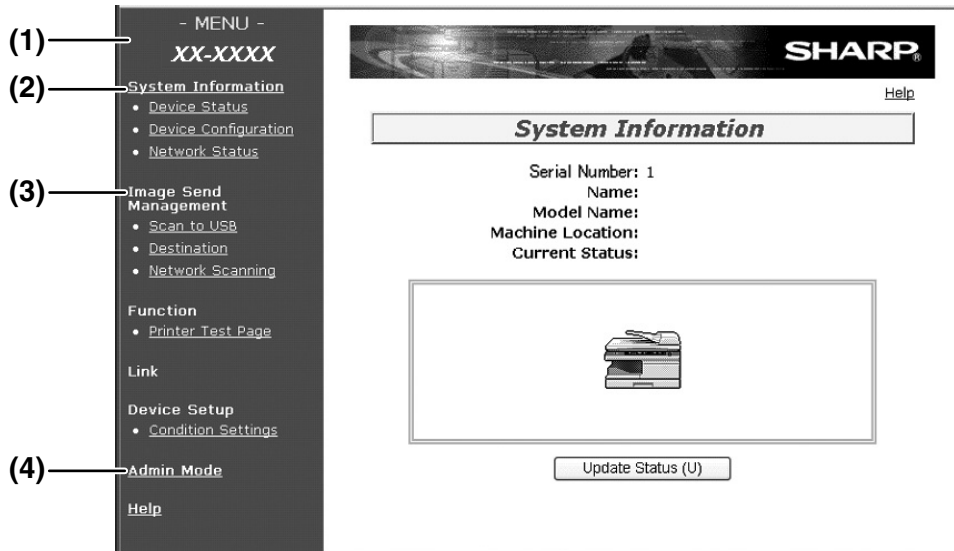 (1)
- MENU -
XX-XXXX
(2)
System Information
• Device Status
• Device Configuration
• Network Status
(3)
Image Send
Management
• Scan to USB
• Destination
• Network Scanning
Function
• Printer Test Page
Link
Device Setup
• Condition Settings
(4)
Admin Mode
Help
SHARP®
Help
System Information
Serial Number: 1
Name:
Model Name:
Machine Location:
Current Status:
Update Status (U)